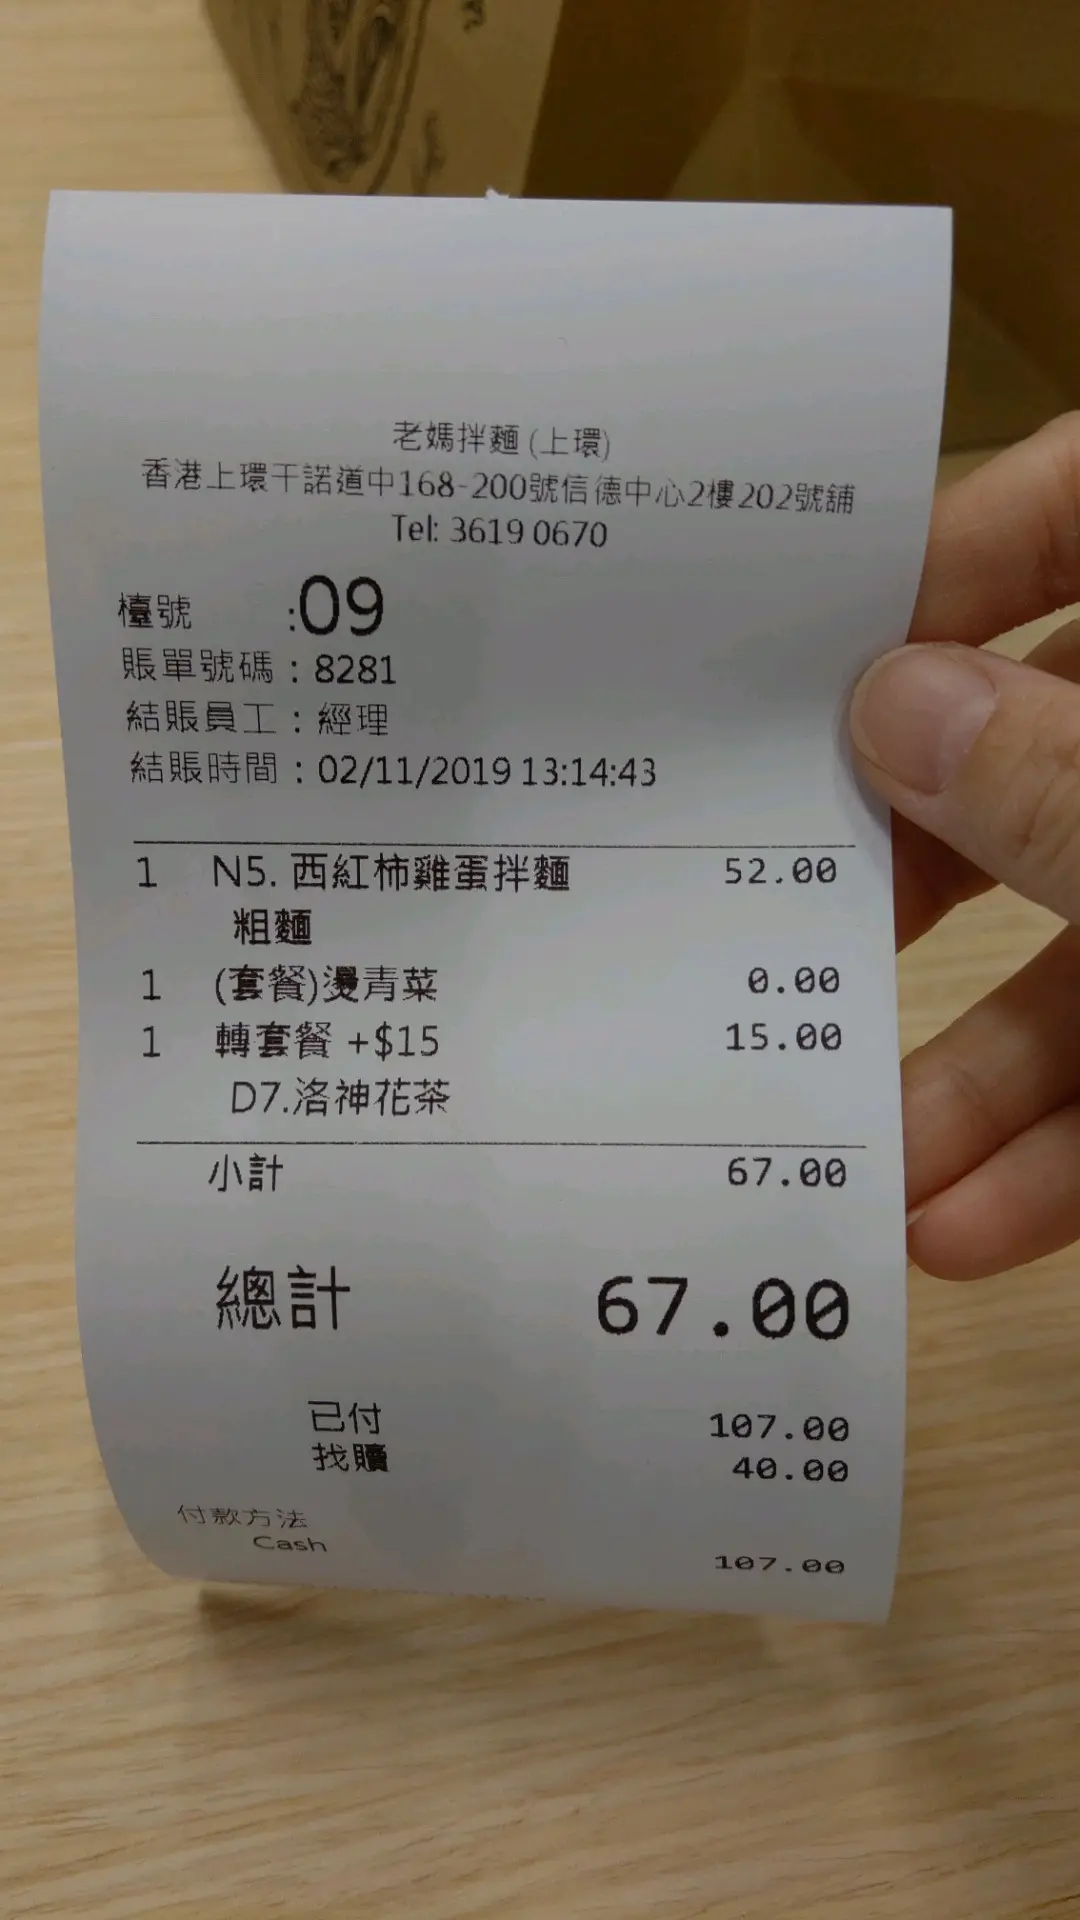 老媽拌麵 (上環)
香港上環干諾道中168-200號信德中心2樓202號舖
Tel: 3619 0670
檯號 :09
賬單號碼 : 8281
結賬員工 : 經理
結賬時間 : 02/11/2019 13:14:43
1 N5. 西紅柿雞蛋拌麵 52.00
粗麵
1 (套餐)燙青菜 0.00
1 轉套餐 +$15 15.00
D7.洛神花茶
小計 67.00
總計 67.00
已付 107.00
找贖 40.00
付款方法
Cash 107.00